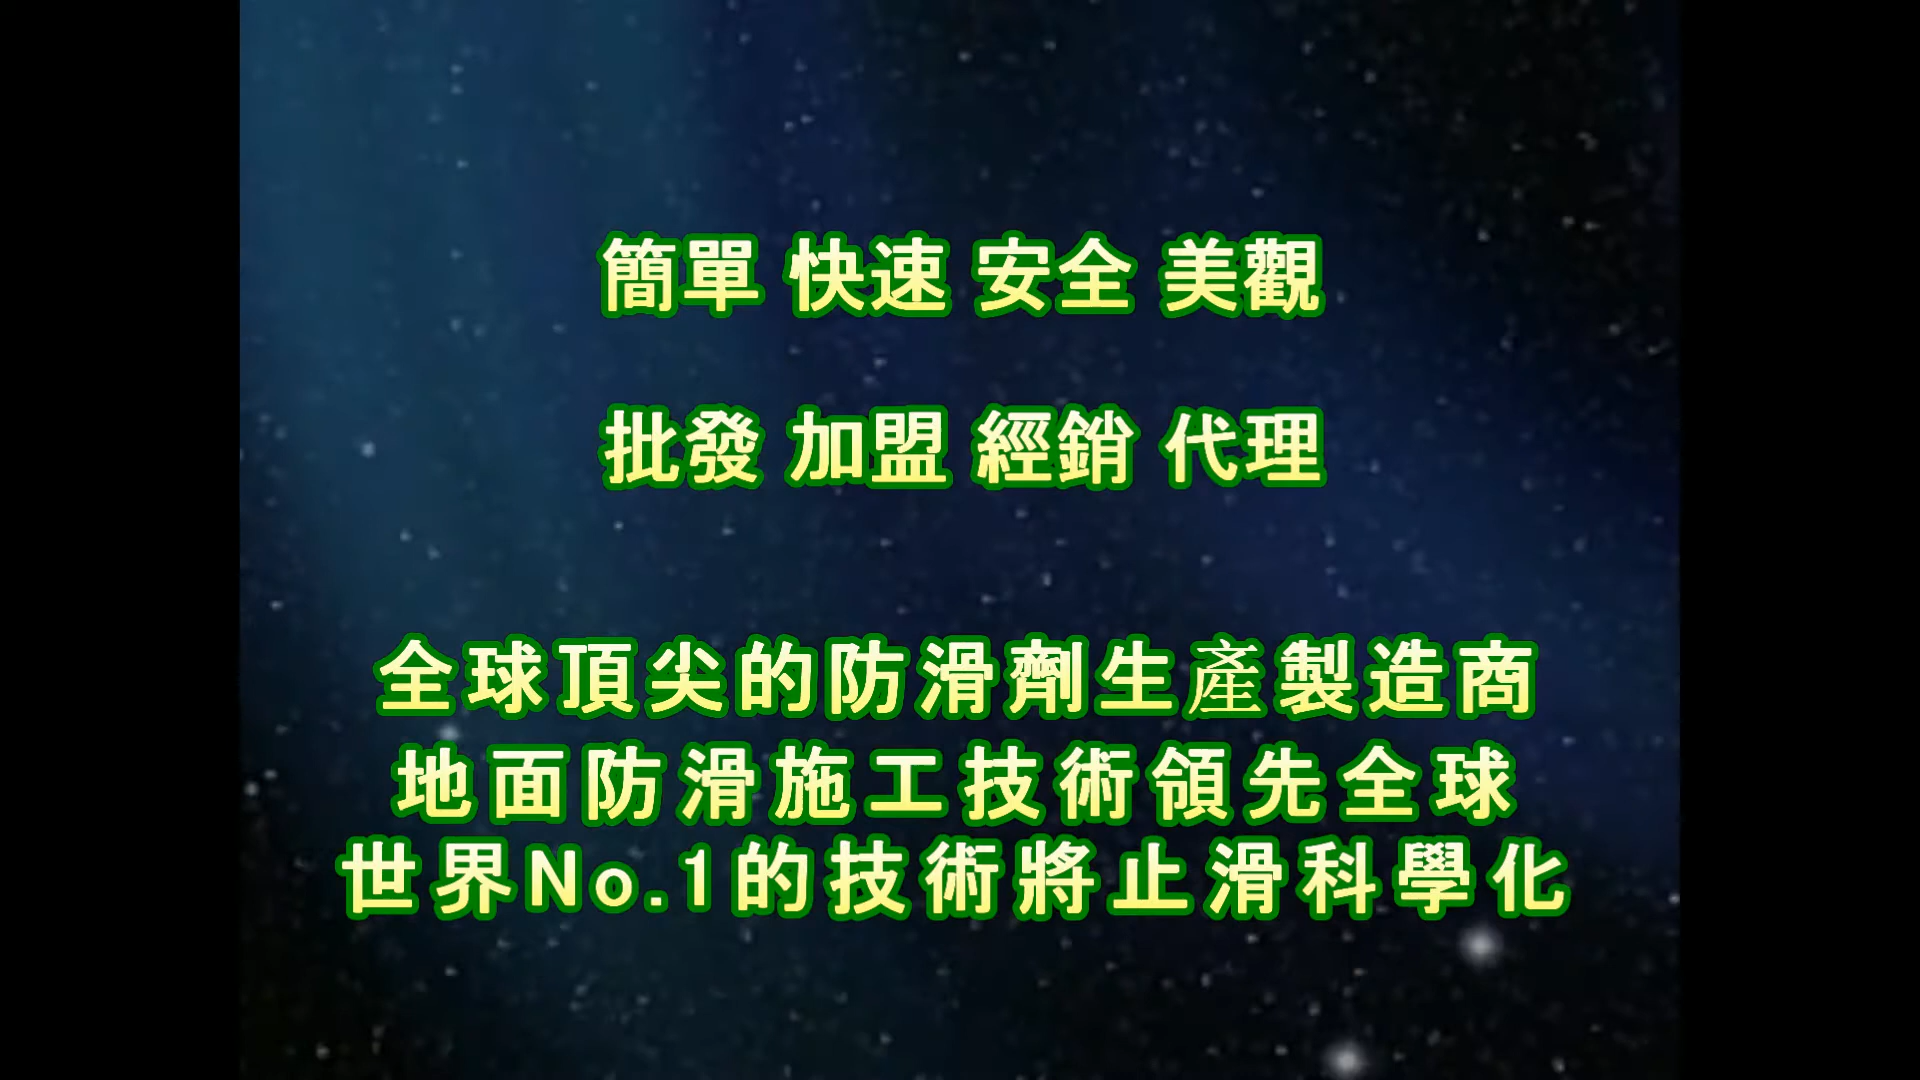 簡單 快速 安全 美觀
批發 加盟 經銷 代理
全球頂尖的防滑劑生產製造商
地面防滑施工技術領先全球
世界No.1的技術將止滑科學化